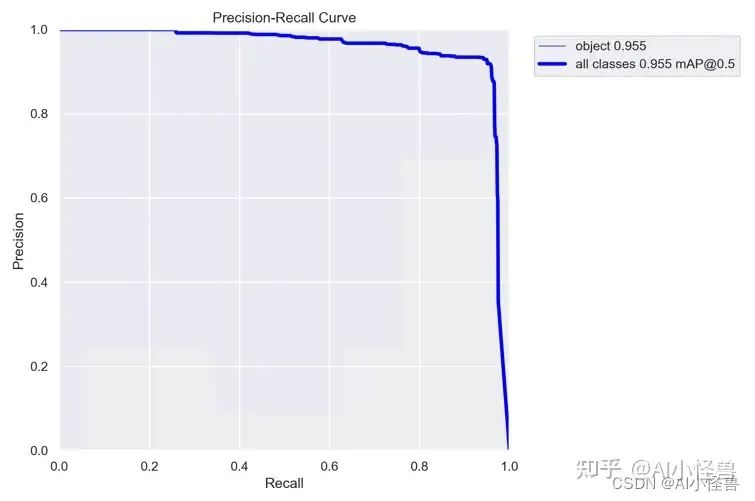 Precision-Recall Curve
1.0
0.8
0.6
0.4
0.2
0.0
Precision
0.0 0.2 0.4 0.6 0.8 1.0
Recall
object 0.955
all classes 0.955 mAP@0.5
知乎 @AI小怪兽
CSDN @AI小怪兽